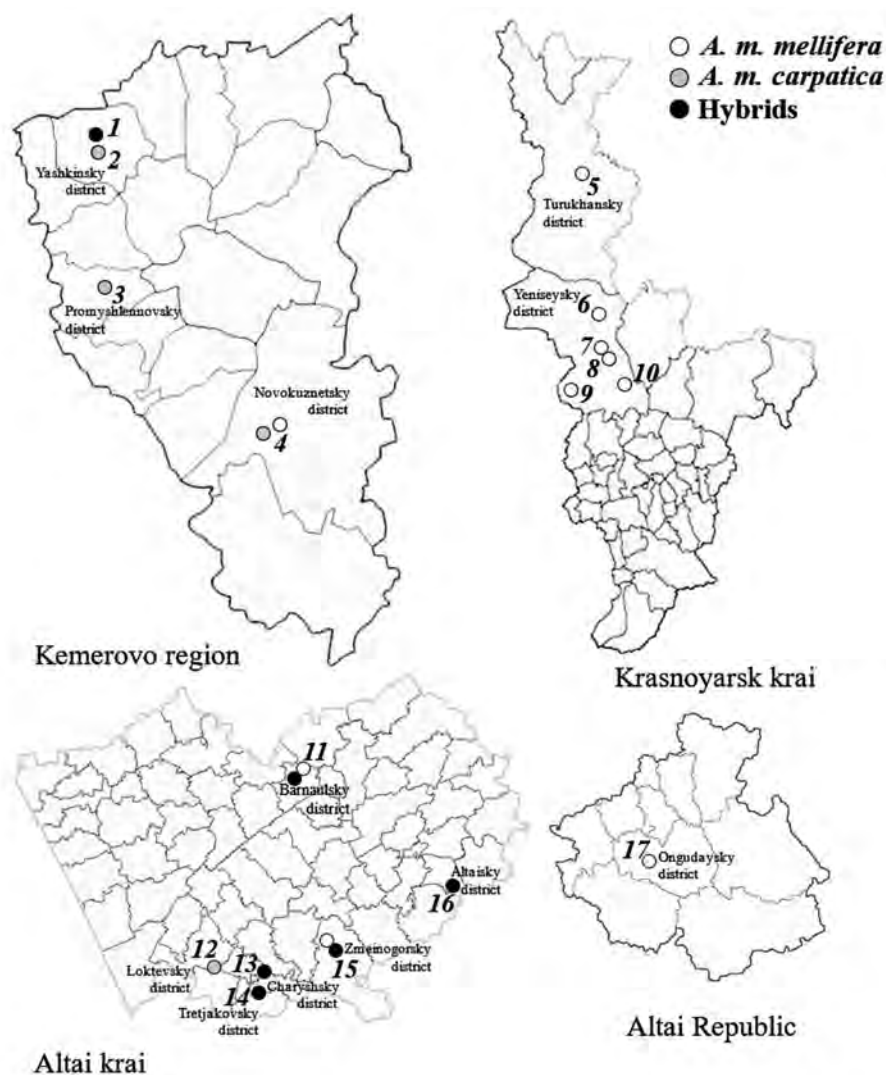 A. m. mellifera
A. m. carpatica
Hybrids
1
2
Yashkinsky
district
3
Promyshlennovsky
district
Novokuznetsky
district
4
Kemerovo region
5
Turukhansky
district
Yeniseysky
district
6
7
8
9
10
Krasnoyarsk krai
11
Barnaulsky
district
Altaisky
district
16
12
Loktevsky
district
13
Charyshsky
district
14
Tretjakovsky
district
Zmeinogorsky
district
15
Altai krai
17
Ongudaysky
district
Altai Republic